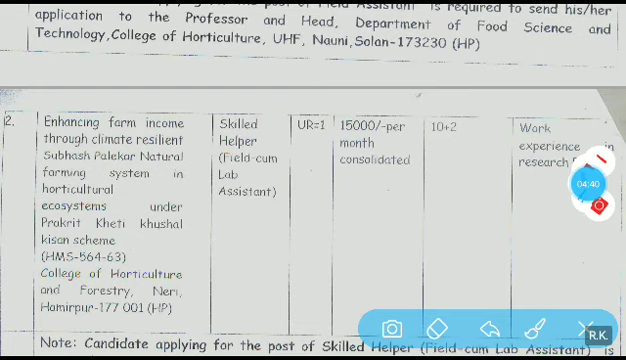 application to the Professor and Head, Department of Food Science and
Technology,College of Horticulture, UHF, Nauni,Solan-173230 (HP)
2. Enhancing farm income Skilled UR=1 15000/-per 10+2 Work
through climate resilient Helper month experience in
Subhash Palekar Natural (Field-cum consolidated research
farming system in Lab
horticultural Assistant)
ecosystems under
Prakrit Kheti khushal
kisan scheme
(HMS-564-63)
College of Horticulture
and Forestry, Neri,
Hamirpur-177 001 (HP)
04:40
R.K.
Note: Candidate applying for the post of Skilled Helper (Field-cum Lab Assistant) is